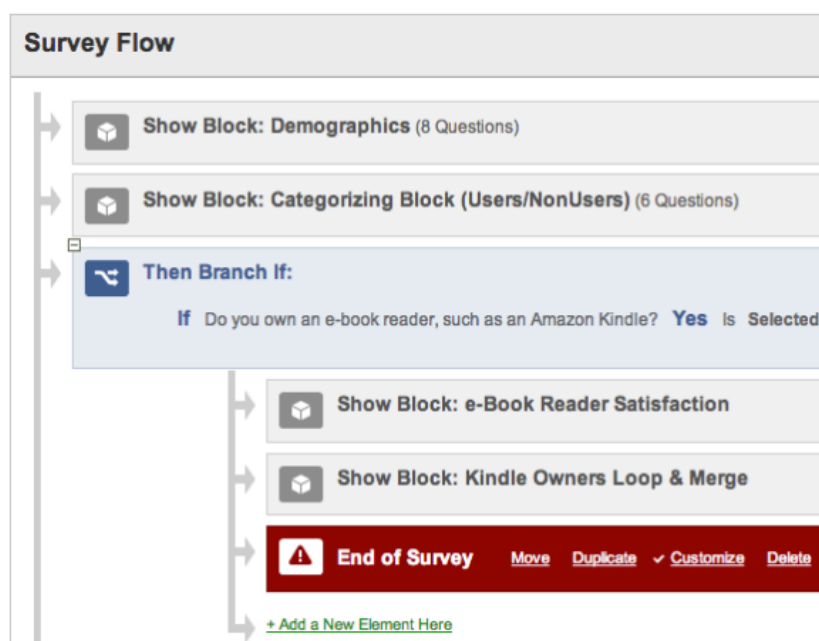 Survey Flow
Show Block: Demographics (8 Questions)
Show Block: Categorizing Block (Users/NonUsers) (6 Questions)
Then Branch If:
If Do you own an e-book reader, such as an Amazon Kindle? Yes Is Selected
Show Block: e-Book Reader Satisfaction
Show Block: Kindle Owners Loop & Merge
End of Survey Move Duplicate ✓ Customize Delete
+ Add a New Element Here